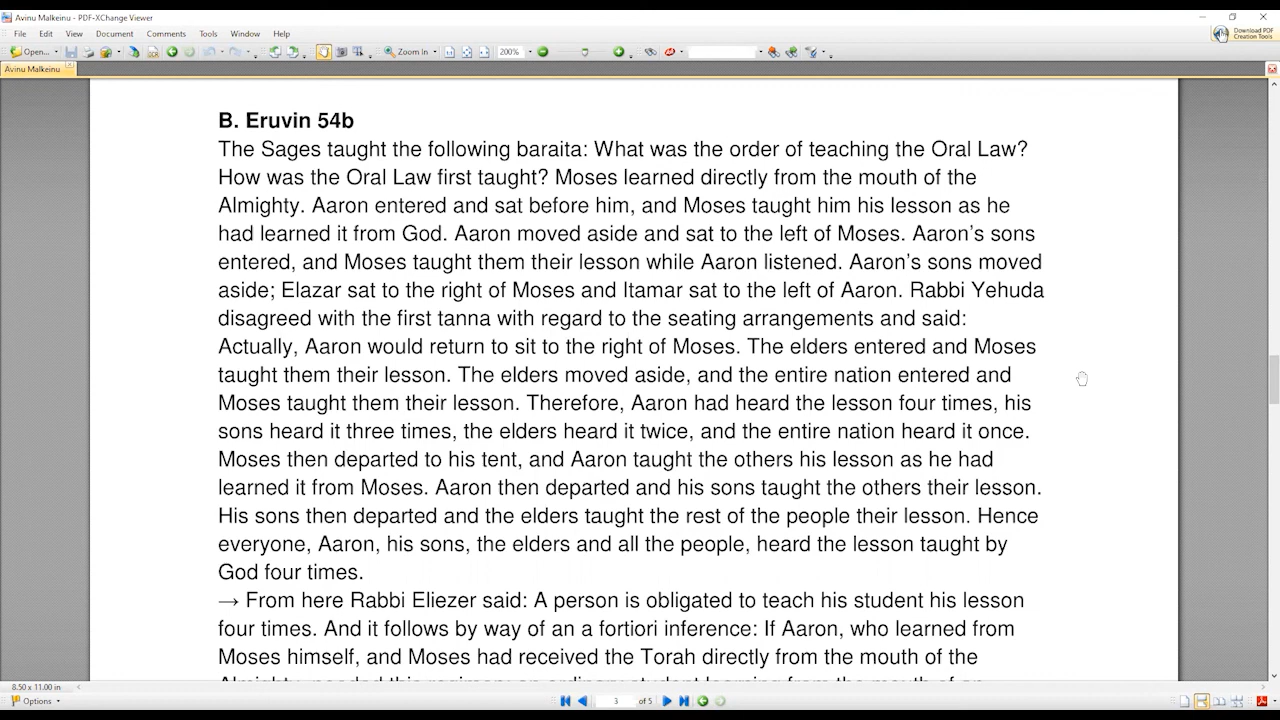 Avinu Malkeinu - PDF-XChange Viewer
File Edit View Document Comments Tools Window Help
Download PDF
Creation Tools
Open... Zoom In 200%
Avinu Malkeinu
B. Eruvin 54b
The Sages taught the following baraita: What was the order of teaching the Oral Law?
How was the Oral Law first taught? Moses learned directly from the mouth of the
Almighty. Aaron entered and sat before him, and Moses taught him his lesson as he
had learned it from God. Aaron moved aside and sat to the left of Moses. Aaron’s sons
entered, and Moses taught them their lesson while Aaron listened. Aaron’s sons moved
aside; Elazar sat to the right of Moses and Itamar sat to the left of Aaron. Rabbi Yehuda
disagreed with the first tanna with regard to the seating arrangements and said:
Actually, Aaron would return to sit to the right of Moses. The elders entered and Moses
taught them their lesson. The elders moved aside, and the entire nation entered and
Moses taught them their lesson. Therefore, Aaron had heard the lesson four times, his
sons heard it three times, the elders heard it twice, and the entire nation heard it once.
Moses then departed to his tent, and Aaron taught the others his lesson as he had
learned it from Moses. Aaron then departed and his sons taught the others their lesson.
His sons then departed and the elders taught the rest of the people their lesson. Hence
everyone, Aaron, his sons, the elders and all the people, heard the lesson taught by
God four times.
→ From here Rabbi Eliezer said: A person is obligated to teach his student his lesson
four times. And it follows by way of an a fortiori inference: If Aaron, who learned from
Moses himself, and Moses had received the Torah directly from the mouth of the
8.50 x 11.00 in
Options 3 of 5